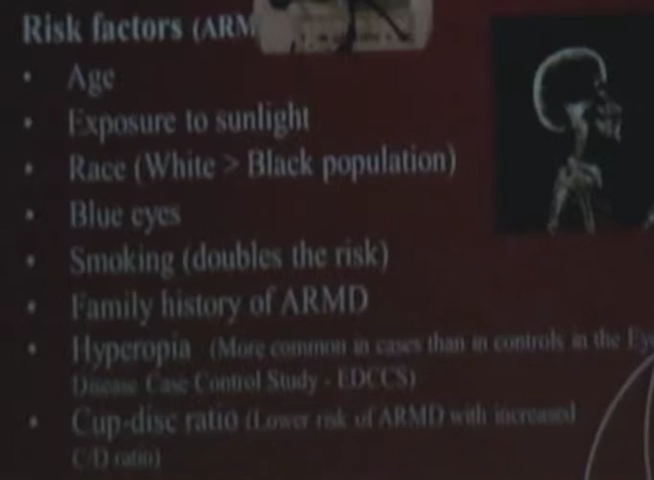 Risk factors (ARM
• Age
• Exposure to sunlight
• Race (White > Black population)
• Blue eyes
• Smoking (doubles the risk)
• Family history of ARMD
• Hyperopia (More common in cases than in controls in the Eye
Disease Case Control Study - EDCCS)
• Cup-disc ratio (Lower risk of ARMD with increased
C/D ratio)